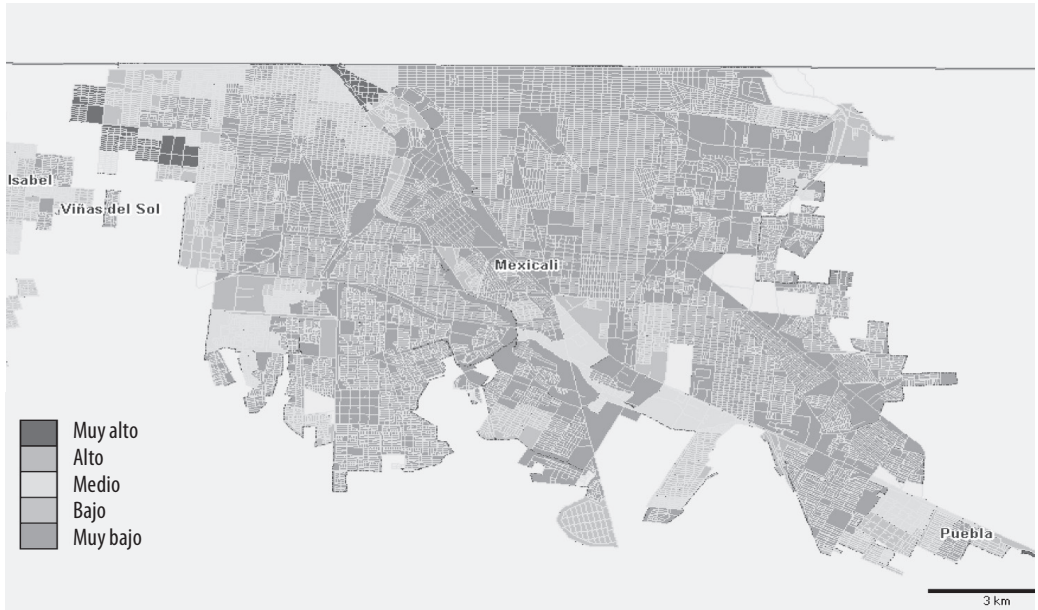 Isabel
Viñas del Sol
Mexicali
Muy alto
Alto
Medio
Bajo
Muy bajo
Puebla
3 km